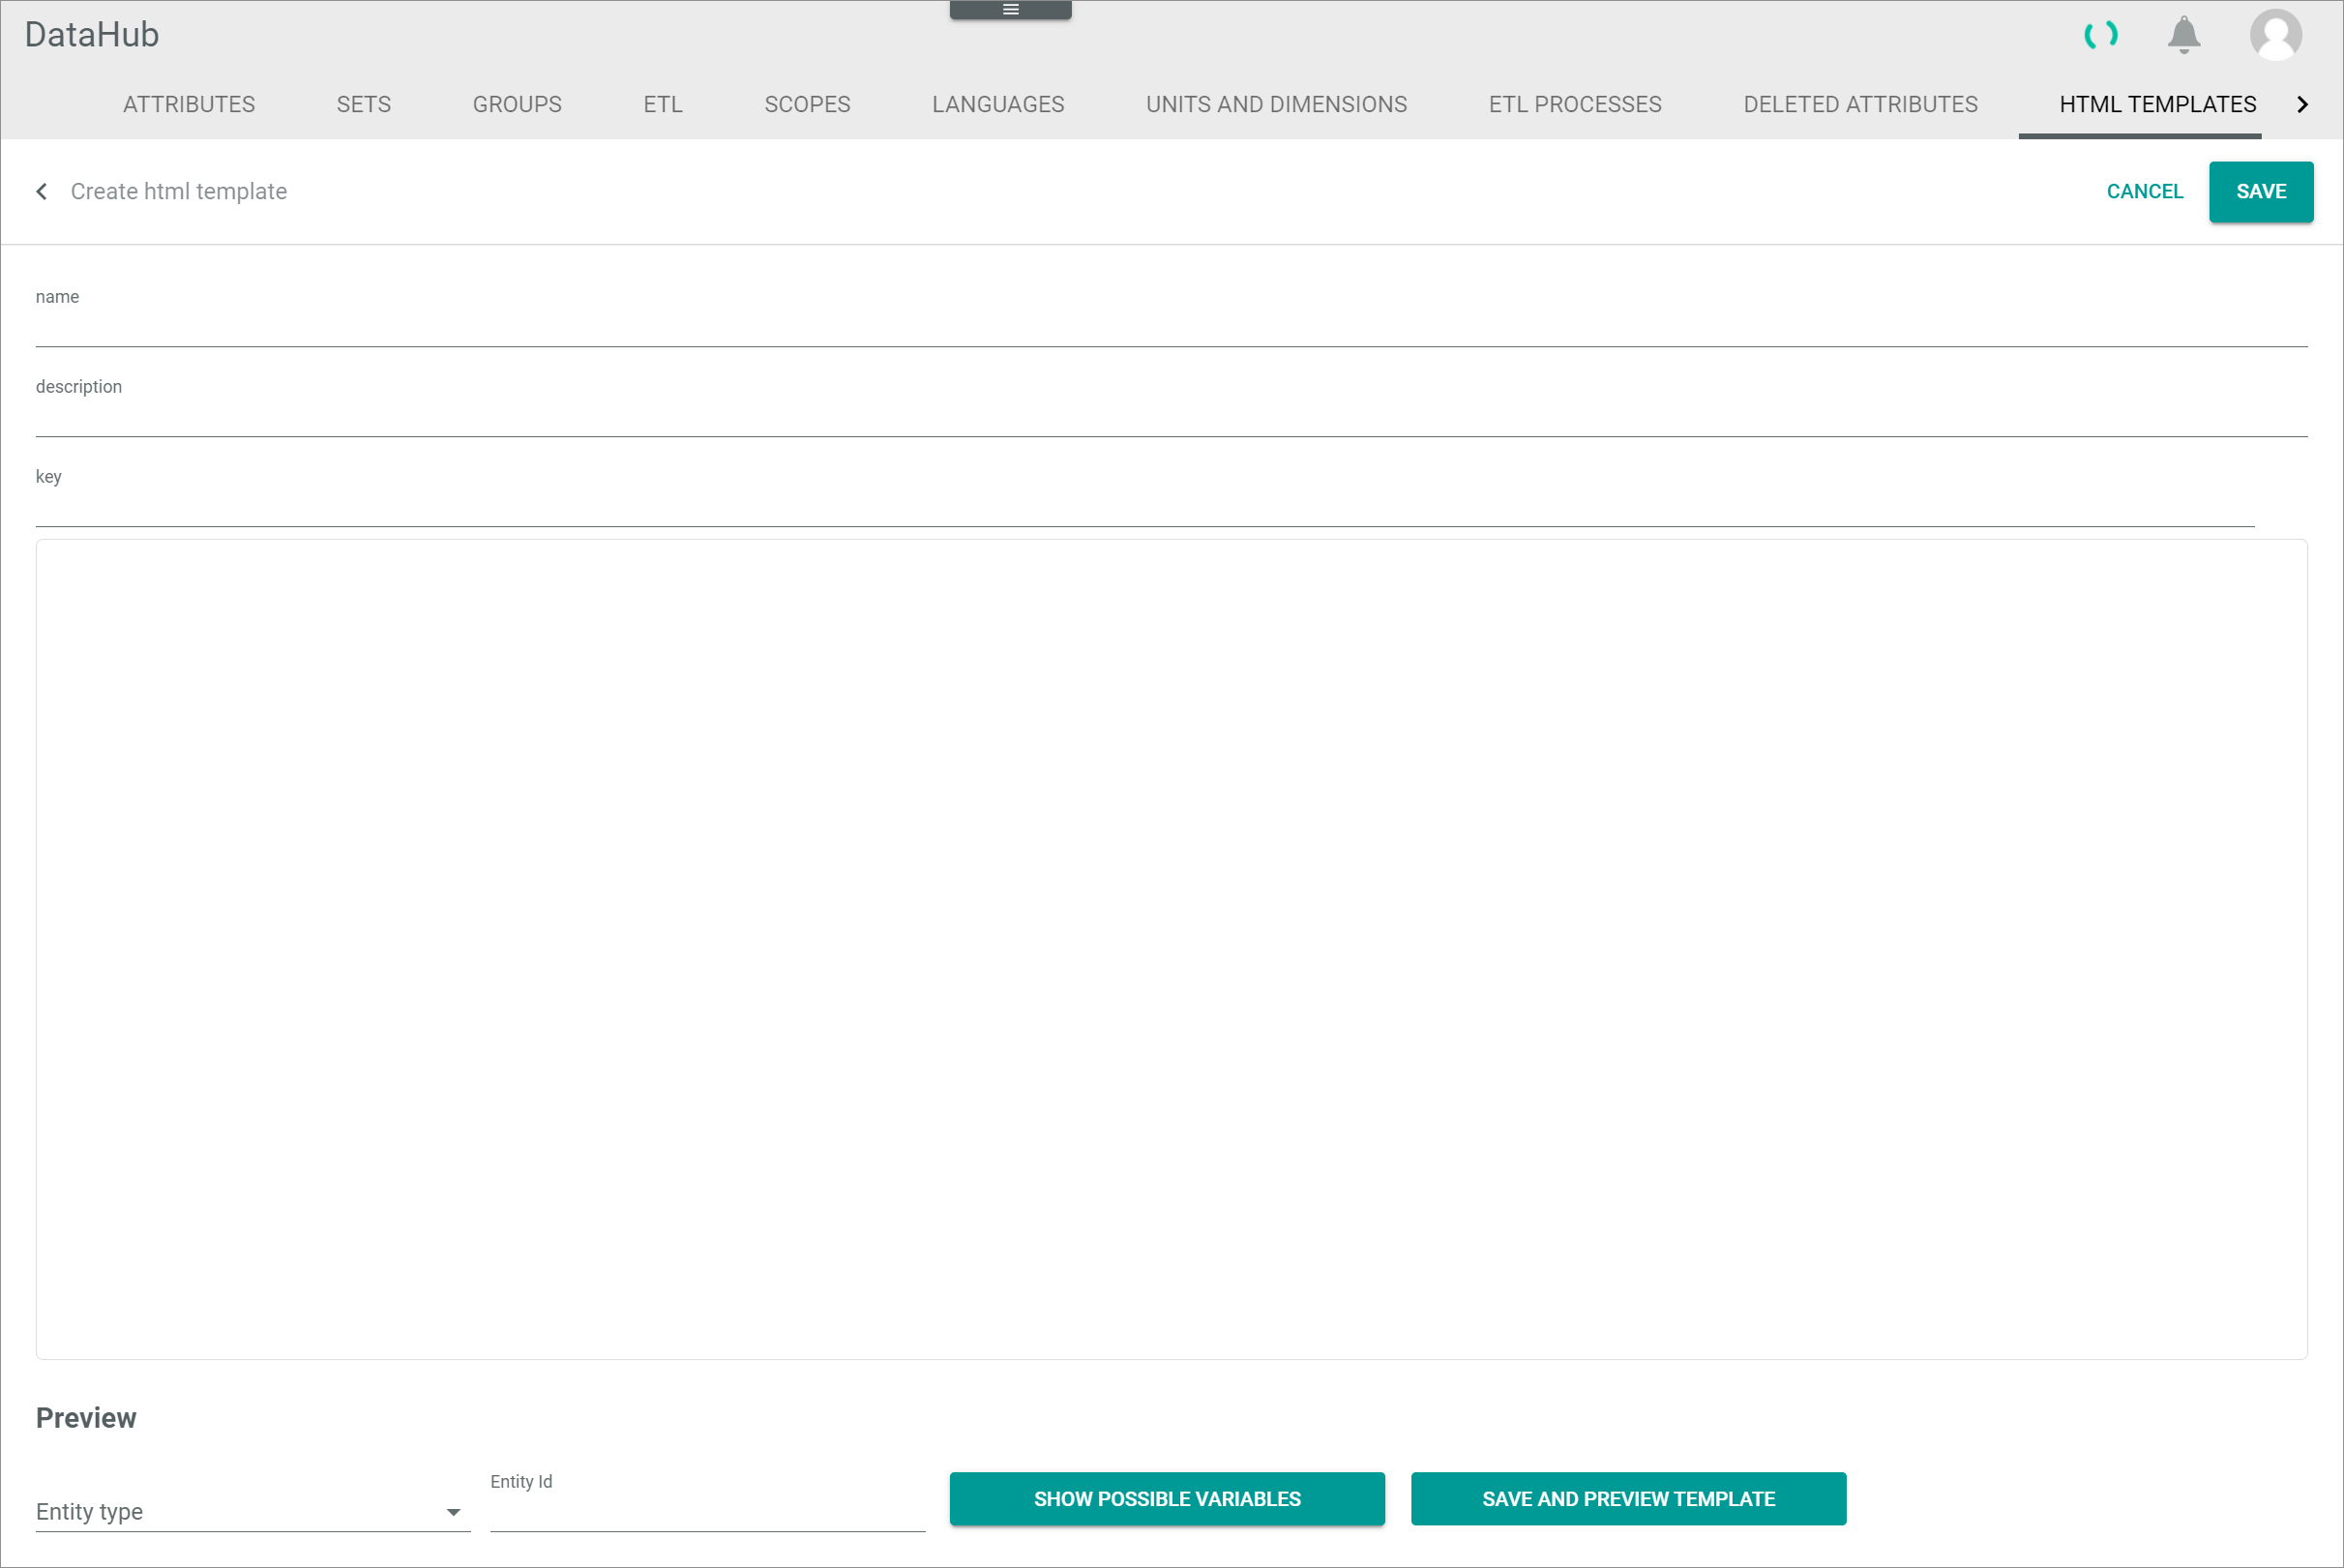 DataHub
ATTRIBUTES SETS GROUPS ETL SCOPES LANGUAGES UNITS AND DIMENSIONS ETL PROCESSES DELETED ATTRIBUTES HTML TEMPLATES
Create html template CANCEL SAVE
name
description
key
Preview
Entity type Entity Id SHOW POSSIBLE VARIABLES SAVE AND PREVIEW TEMPLATE